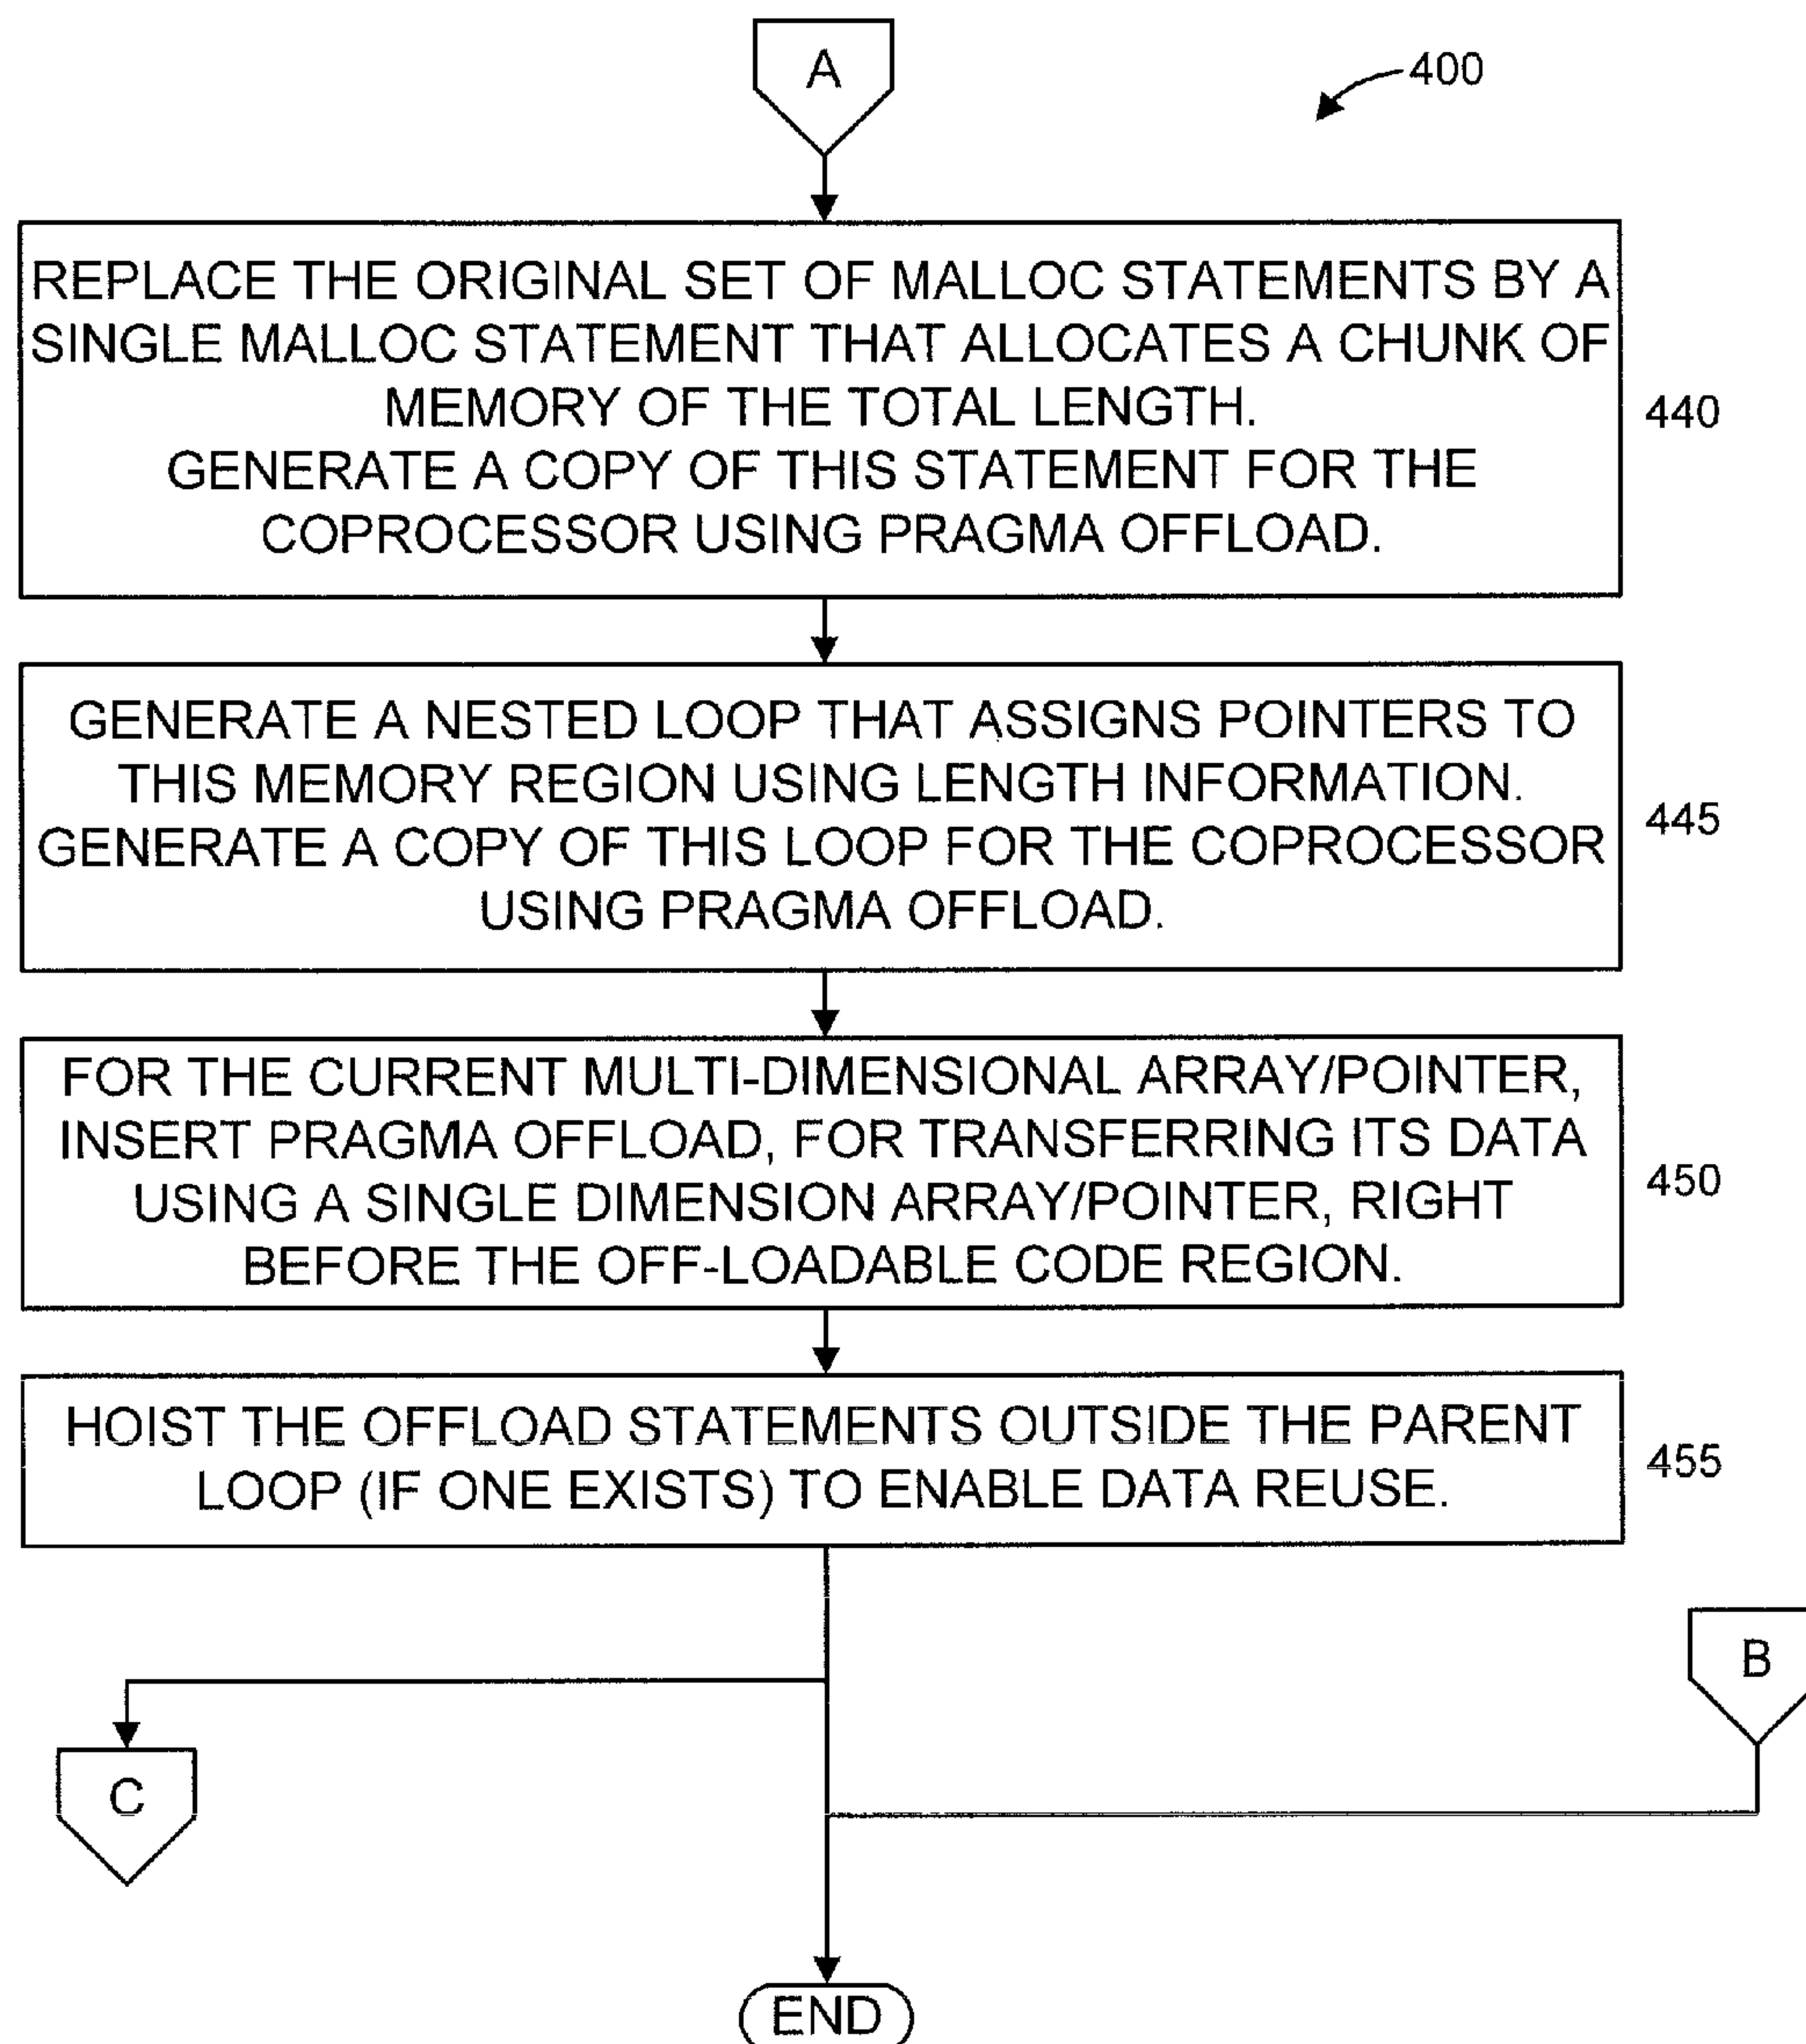 A
400
REPLACE THE ORIGINAL SET OF MALLOC STATEMENTS BY A
SINGLE MALLOC STATEMENT THAT ALLOCATES A CHUNK OF
MEMORY OF THE TOTAL LENGTH.
GENERATE A COPY OF THIS STATEMENT FOR THE
COPROCESSOR USING PRAGMA OFFLOAD.
440
GENERATE A NESTED LOOP THAT ASSIGNS POINTERS TO
THIS MEMORY REGION USING LENGTH INFORMATION.
GENERATE A COPY OF THIS LOOP FOR THE COPROCESSOR
USING PRAGMA OFFLOAD.
445
FOR THE CURRENT MULTI-DIMENSIONAL ARRAY/POINTER,
INSERT PRAGMA OFFLOAD, FOR TRANSFERRING ITS DATA
USING A SINGLE DIMENSION ARRAY/POINTER, RIGHT
BEFORE THE OFF-LOADABLE CODE REGION.
450
HOIST THE OFFLOAD STATEMENTS OUTSIDE THE PARENT
LOOP (IF ONE EXISTS) TO ENABLE DATA REUSE.
455
B
C
END